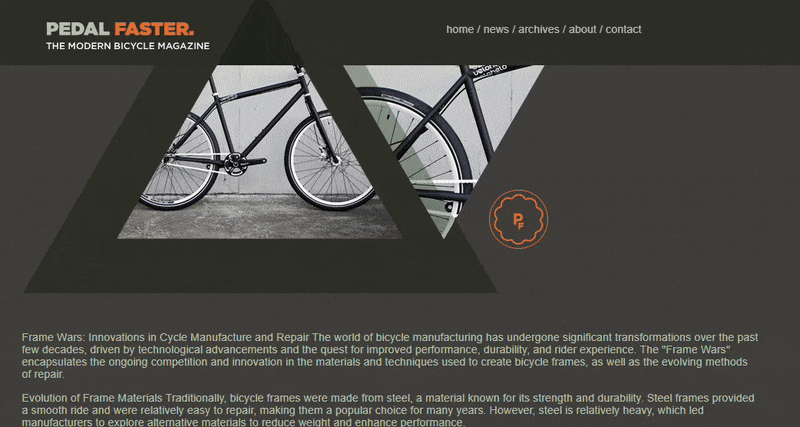 PEDAL FASTER.
THE MODERN BICYCLE MAGAZINE
home / news / archives / about / contact
PF
Frame Wars: Innovations in Cycle Manufacture and Repair The world of bicycle manufacturing has undergone significant transformations over the past
few decades, driven by technological advancements and the quest for improved performance, durability, and rider experience. The "Frame Wars"
encapsulates the ongoing competition and innovation in the materials and techniques used to create bicycle frames, as well as the evolving methods
of repair.
Evolution of Frame Materials Traditionally, bicycle frames were made from steel, a material known for its strength and durability. Steel frames provided
a smooth ride and were relatively easy to repair, making them a popular choice for many years. However, steel is relatively heavy, which led
manufacturers to explore alternative materials to reduce weight and enhance performance.